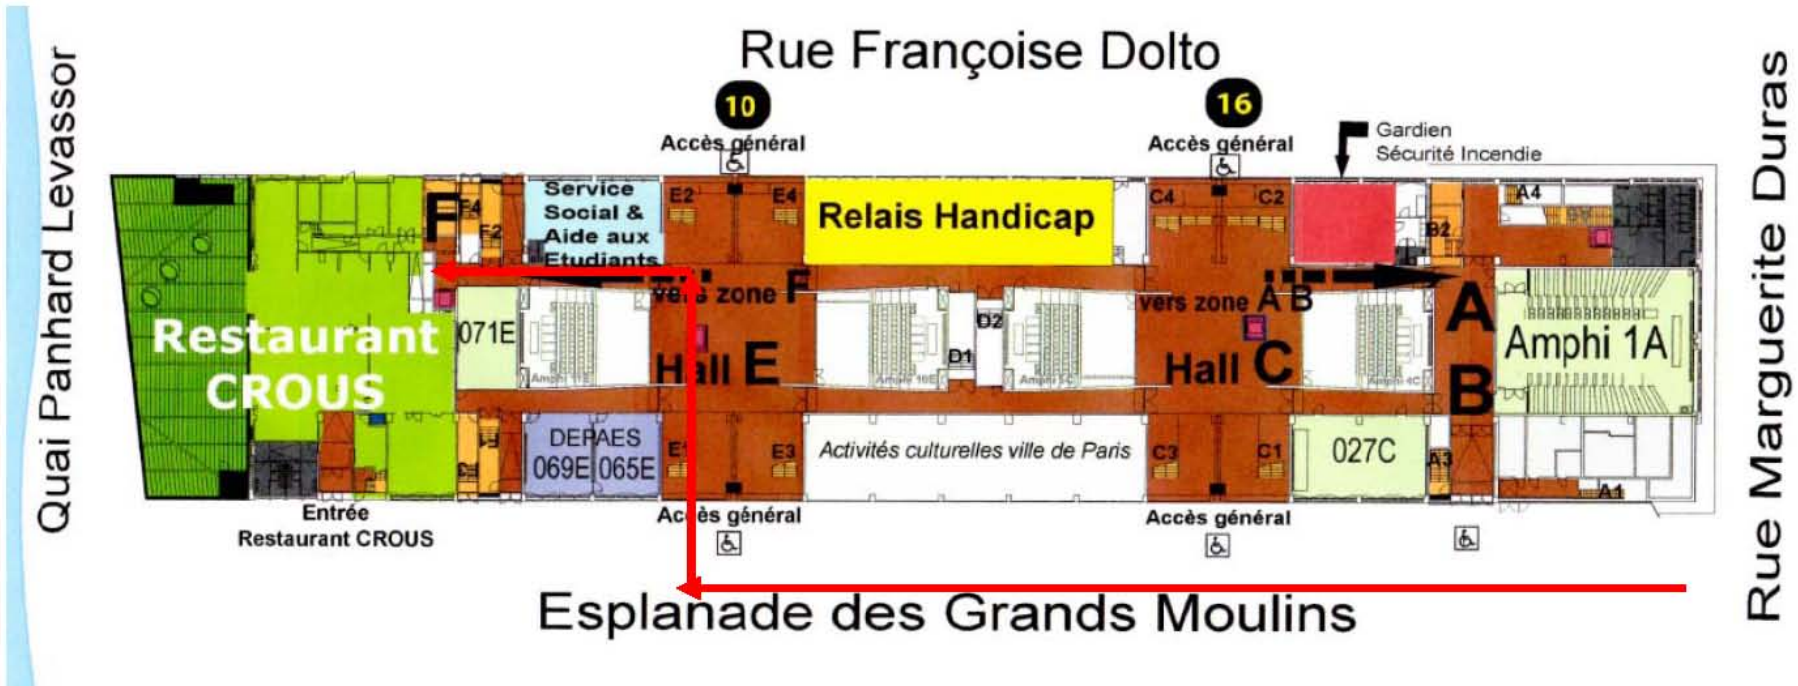 Rue Françoise Dolto
10
16
Accès général
Accès général
Gardien
Sécurité Incendie
Quai Panhard Levassor
Rue Marguerite Duras
F
E4
F2
Service
Social &
Aide aux
Etudiants
E2
E4
Relais Handicap
C4
C2
B2
A4
vers zone F
vers zone A B
A
B
071E
Restaurant
CROUS
Hall E
D2
D1
Hall C
Amphi 1A
DEPAES
069E
065E
E1
E3
Activités culturelles ville de Paris
C3
C1
027C
A3
A1
Entrée
Restaurant CROUS
Accès général
Accès général
Esplanade des Grands Moulins